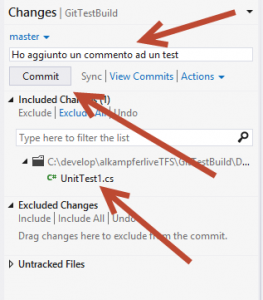 Changes | GitTestBuild
master
Ho aggiunto un commento ad un test
Commit Sync | View Commits | Actions
Included Changes (1)
Exclude | Exclude All | Undo
Type here to filter the list
C:\develop\alkampferliveTFS\GitTestBuild\D...
C# UnitTest1.cs
Excluded Changes
Include | Include All | Undo
Drag changes here to exclude from the commit.
Untracked Files